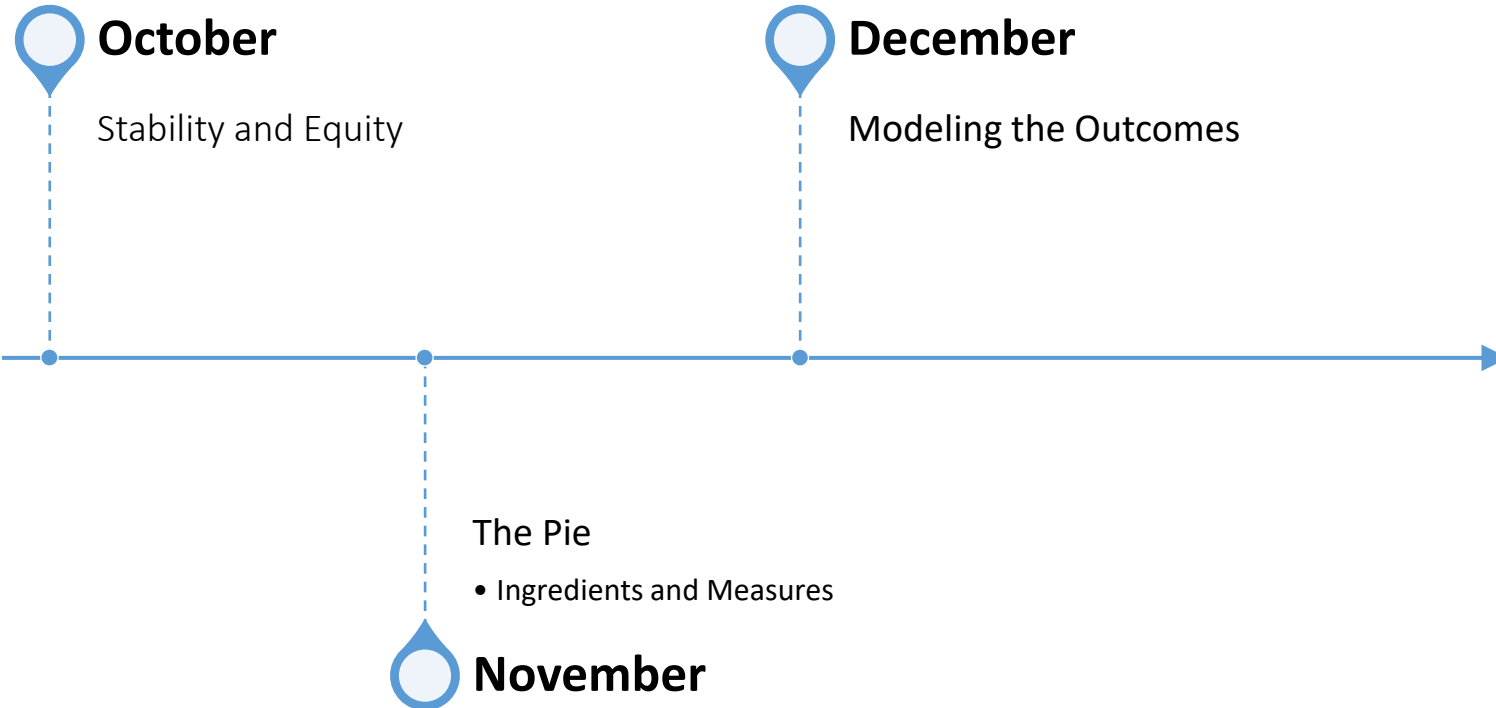 October
Stability and Equity
The Pie
• Ingredients and Measures
November
December
Modeling the Outcomes